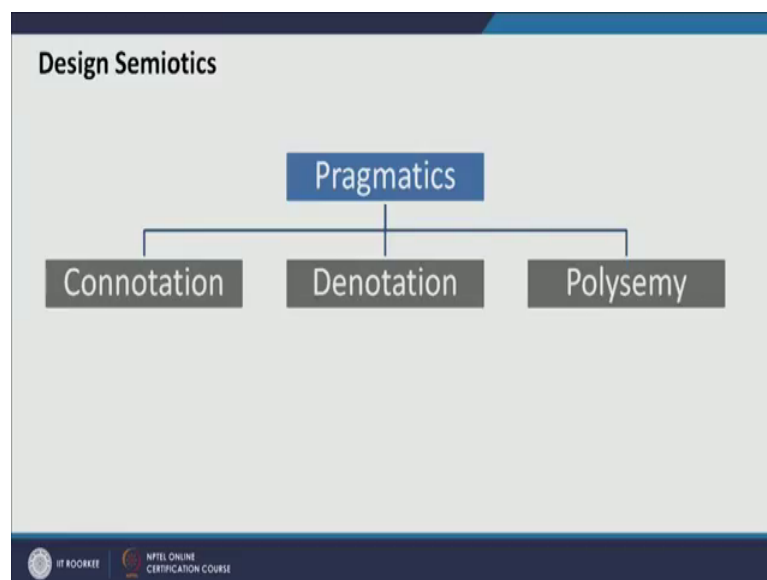 Design Semiotics
Pragmatics
Connotation
Denotation
Polysemy
IIT ROORKEE
NPTEL ONLINE
CERTIFICATION COURSE